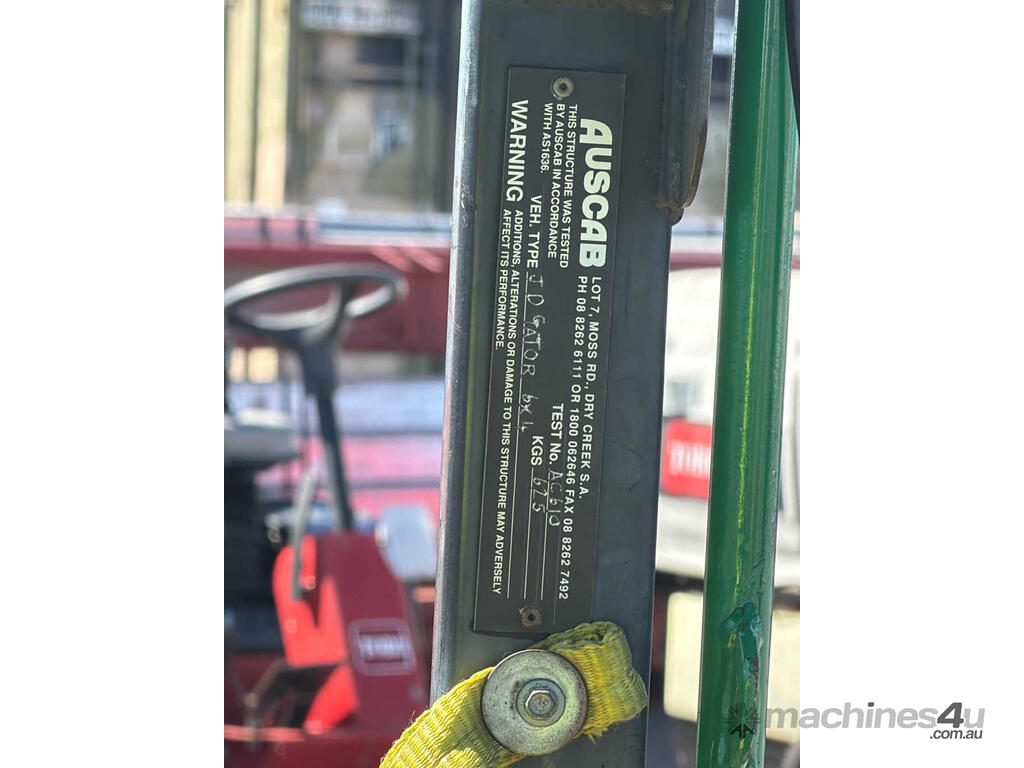 AUSCAB
LOT 7, MOSS RD., DRY CREEK S.A.
PH 08 8262 6111 OR 1800 062646 FAX 08 8262 7492
THIS STRUCTURE WAS TESTED
BY AUSCAB IN ACCORDANCE
WITH AS1636.
TEST No. AC610
VEH. TYPE J D GATOR 6X4 KGS 625
WARNING ADDITIONS, ALTERATIONS OR DAMAGE TO THIS STRUCTURE MAY ADVERSELY
AFFECT ITS PERFORMANCE.
TORO
machines4u
.com.au